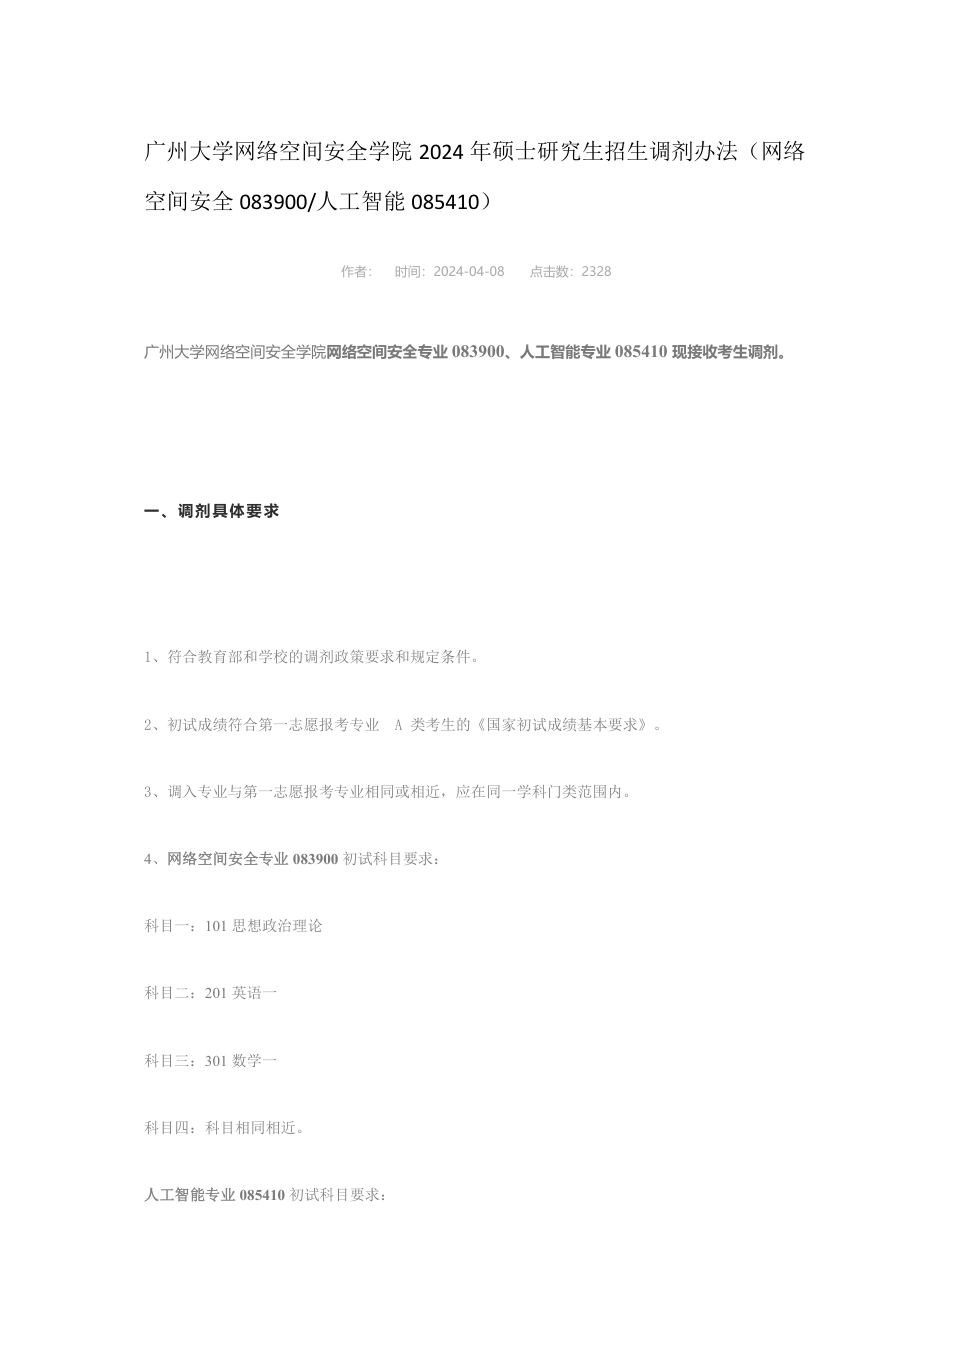 广州大学网络空间安全学院 2024 年硕士研究生招生调剂办法（网络
空间安全 083900/人工智能 085410）
作者： 时间：2024-04-08 点击数：2328
广州大学网络空间安全学院网络空间安全专业 083900、人工智能专业 085410 现接收考生调剂。
一、调剂具体要求
1、符合教育部和学校的调剂政策要求和规定条件。
2、初试成绩符合第一志愿报考专业 A 类考生的《国家初试成绩基本要求》。
3、调入专业与第一志愿报考专业相同或相近，应在同一学科门类范围内。
4、网络空间安全专业 083900 初试科目要求：
科目一：101 思想政治理论
科目二：201 英语一
科目三：301 数学一
科目四：科目相同相近。
人工智能专业 085410 初试科目要求：